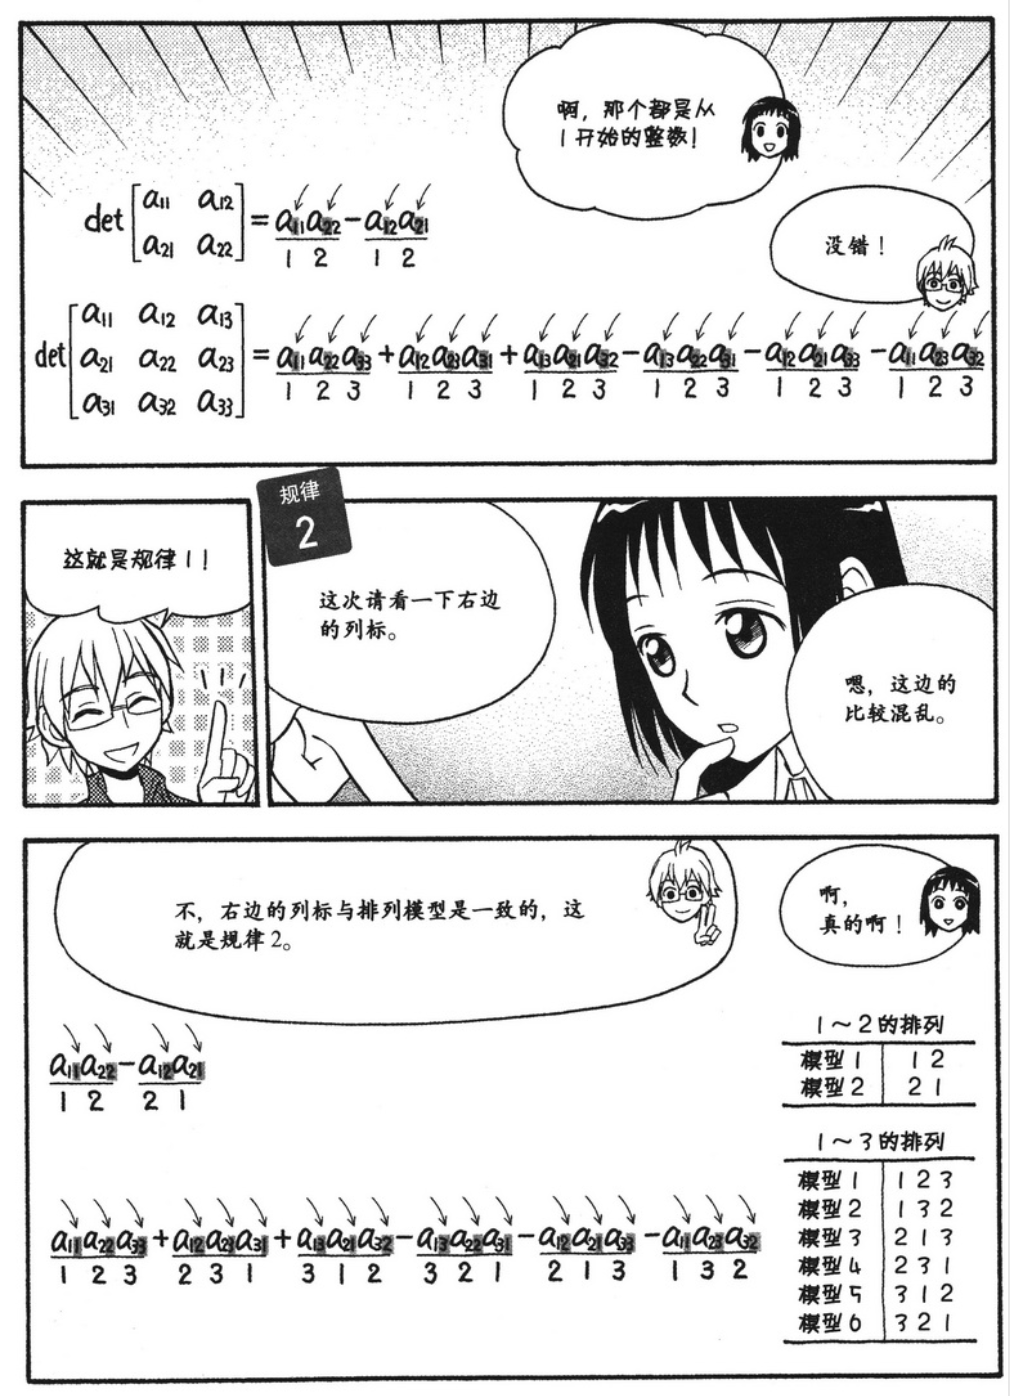 啊，那个都是从
1开始的整数！
没错！
det [a11 a12
a21 a22] = a11a22 − a12a21
1 2 1 2
det [a11 a12 a13
a21 a22 a23
a31 a32 a33] = a11a22a33 + a12a23a31 + a13a21a32 − a13a22a31 − a12a21a33 − a11a23a32
1 2 3 1 2 3 1 2 3 1 2 3 1 2 3 1 2 3
这就是规律1！
规律
2
这次请看一下右边
的列标。
嗯，这边的
比较混乱。
不，右边的列标与排列模型是一致的，这
就是规律2。
啊，
真的啊！
a11a22 − a12a21
1 2 2 1
a11a22a33 + a12a23a31 + a13a21a32 − a13a22a31 − a12a21a33 − a11a23a32
1 2 3 2 3 1 3 1 2 3 2 1 2 1 3 1 3 2
1～2的排列
模型1 1 2
模型2 2 1
1～3的排列
模型1 1 2 3
模型2 1 3 2
模型3 2 1 3
模型4 2 3 1
模型5 3 1 2
模型6 3 2 1